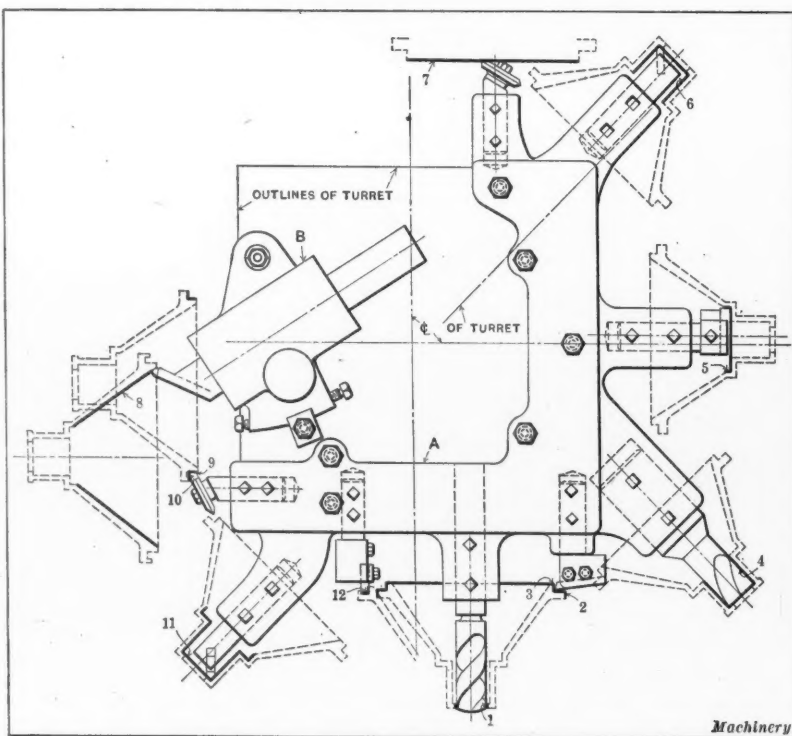 7
6
OUTLINES OF TURRET
B
℄
OF TURRET
5
8
A
9
10
4
12
3
2
11
1
Machinery